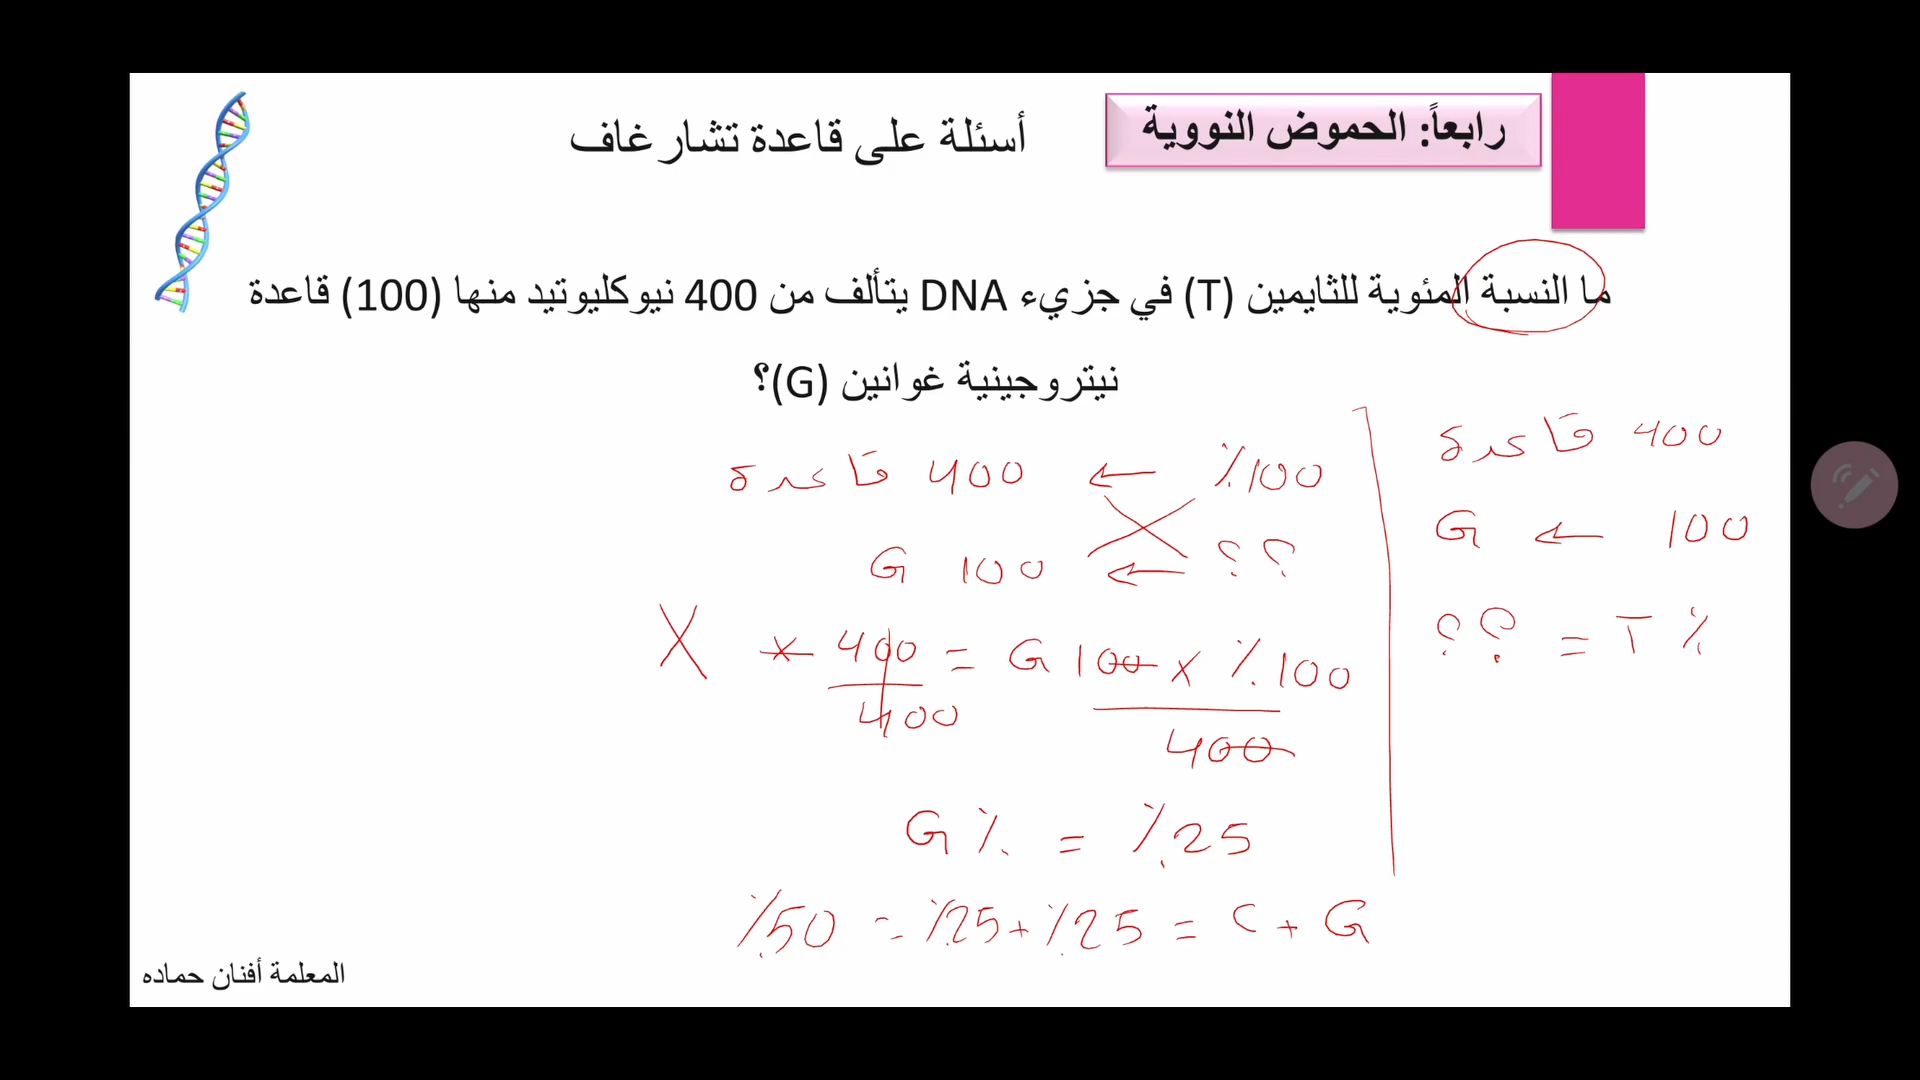 رابعاً: الحموض النووية
أسئلة على قاعدة تشارغاف
ما النسبة المئوية للثايمين (T) في جزيء DNA يتألف من 400 نيوكليوتيد منها (100) قاعدة
نيتروجينية غوانين (G)؟
400 قاعدة
100 ← G
% T = ؟؟
%100 ← 400 قاعدة
؟؟ ← 100 G
%100 x 100 G = 400 * X
400 400
G % = %25
G + C = %25 + %25 = %50
المعلمة أفنان حماده